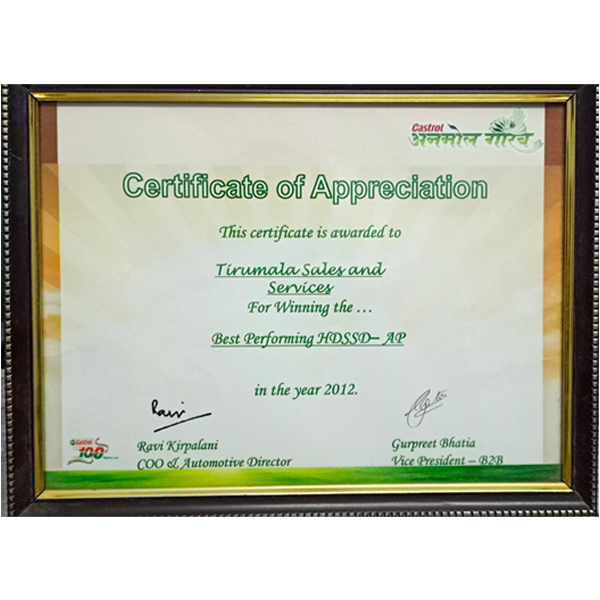 Castrol
अनमोल गौरव
Certificate of Appreciation
This certificate is awarded to
Tirumala Sales and
Services
For Winning the ...
Best Performing HDSSD– AP
in the year 2012.
Ravi
Ravi Kirpalani
COO & Automotive Director
Gurpreet Bhatia
Vice President – B2B
Castrol
100